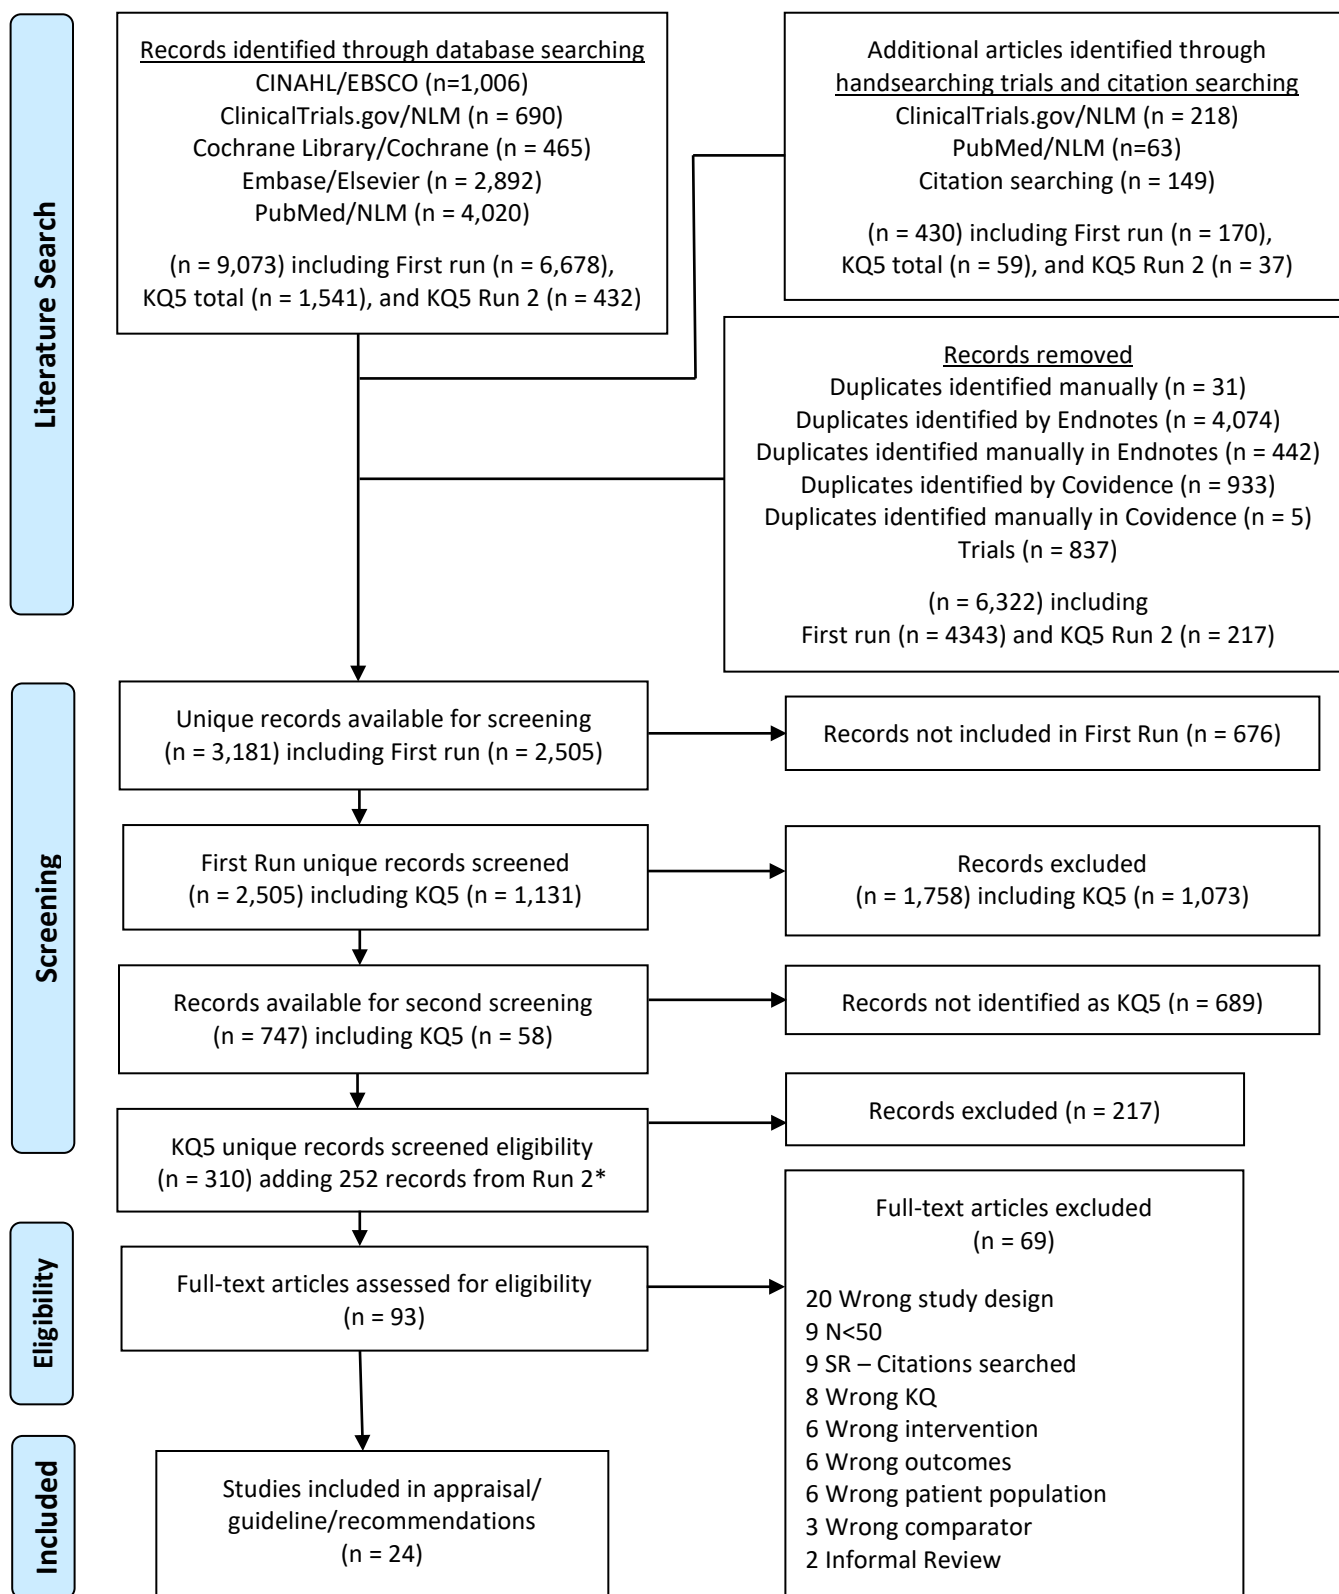 Literature Search
Records identified through database searching
CINAHL/EBSCO (n=1,006)
ClinicalTrials.gov/NLM (n = 690)
Cochrane Library/Cochrane (n = 465)
Embase/Elsevier (n = 2,892)
PubMed/NLM (n = 4,020)
(n = 9,073) including First run (n = 6,678),
KQ5 total (n = 1,541), and KQ5 Run 2 (n = 432)
Additional articles identified through
handsearching trials and citation searching
ClinicalTrials.gov/NLM (n = 218)
PubMed/NLM (n=63)
Citation searching (n = 149)
(n = 430) including First run (n = 170),
KQ5 total (n = 59), and KQ5 Run 2 (n = 37)
Records removed
Duplicates identified manually (n = 31)
Duplicates identified by Endnotes (n = 4,074)
Duplicates identified manually in Endnotes (n = 442)
Duplicates identified by Covidence (n = 933)
Duplicates identified manually in Covidence (n = 5)
Trials (n = 837)
(n = 6,322) including
First run (n = 4343) and KQ5 Run 2 (n = 217)
Screening
Unique records available for screening
(n = 3,181) including First run (n = 2,505)
Records not included in First Run (n = 676)
First Run unique records screened
(n = 2,505) including KQ5 (n = 1,131)
Records excluded
(n = 1,758) including KQ5 (n = 1,073)
Records available for second screening
(n = 747) including KQ5 (n = 58)
Records not identified as KQ5 (n = 689)
KQ5 unique records screened eligibility
(n = 310) adding 252 records from Run 2*
Records excluded (n = 217)
Eligibility
Full-text articles assessed for eligibility
(n = 93)
Full-text articles excluded
(n = 69)
20 Wrong study design
9 N<50
9 SR – Citations searched
8 Wrong KQ
6 Wrong intervention
6 Wrong outcomes
6 Wrong patient population
3 Wrong comparator
2 Informal Review
Included
Studies included in appraisal/
guideline/recommendations
(n = 24)